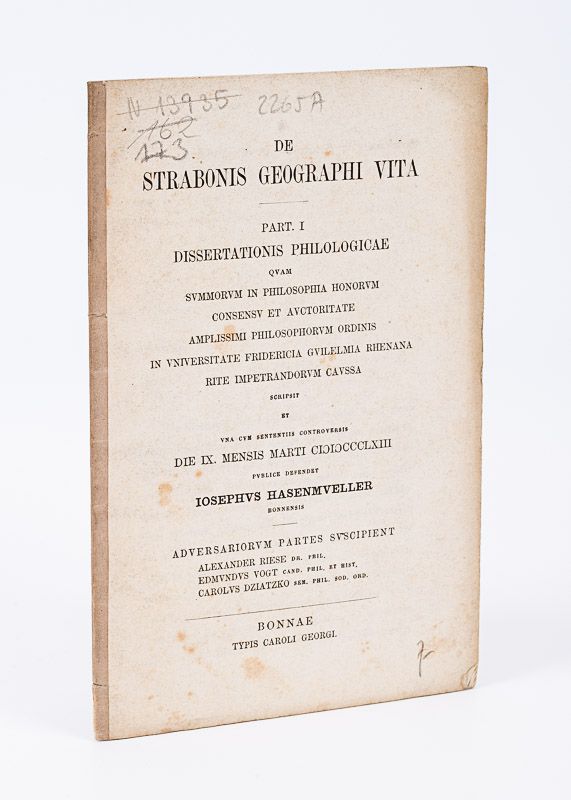 N 13935 2265A
162
173
DE
STRABONIS GEOGRAPHI VITA
PART. I
DISSERTATIONIS PHILOLOGICAE
QVAM
SVMMORVM IN PHILOSOPHIA HONORVM
CONSENSV ET AVCTORITATE
AMPLISSIMI PHILOSOPHORVM ORDINIS
IN VNIVERSITATE FRIDERICIA GVILELMIA RHENANA
RITE IMPETRANDORVM CAVSSA
SCRIPSIT
ET
VNA CVM SENTENTIIS CONTROVERSIS
DIE IX. MENSIS MARTI CIƆIƆCCCLXIII
PVBLICE DEFENDET
IOSEPHVS HASENMVELLER
BONNENSIS
ADVERSARIORVM PARTES SVSCIPIENT
ALEXANDER RIESE DR. PHIL.
EDMVNDVS VOGT CAND. PHIL. ET HIST.
CAROLVS DZIATZKO SEM. PHIL. SOD. ORD.
BONNAE
TYPIS CAROLI GEORGI.